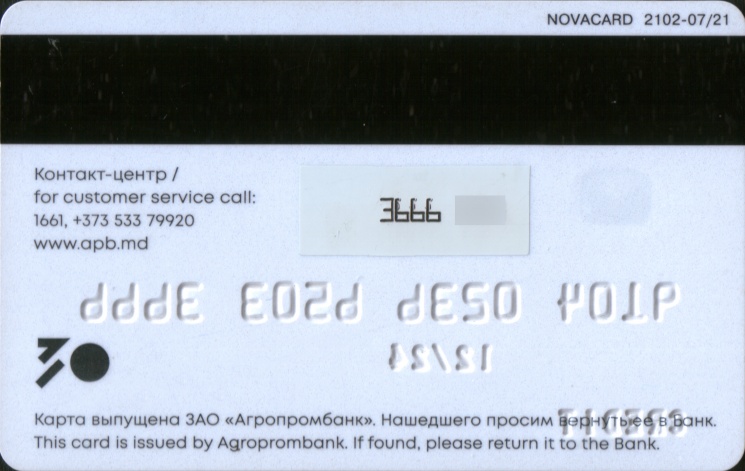 NOVACARD 2102-07/21
Контакт-центр /
for customer service call:
1661, +373 533 79920
www.apb.md
3666
Карта выпущена ЗАО «Агропромбанк». Нашедшего просим вернуть ее в Банк.
This card is issued by Agroprombank. If found, please return it to the Bank.